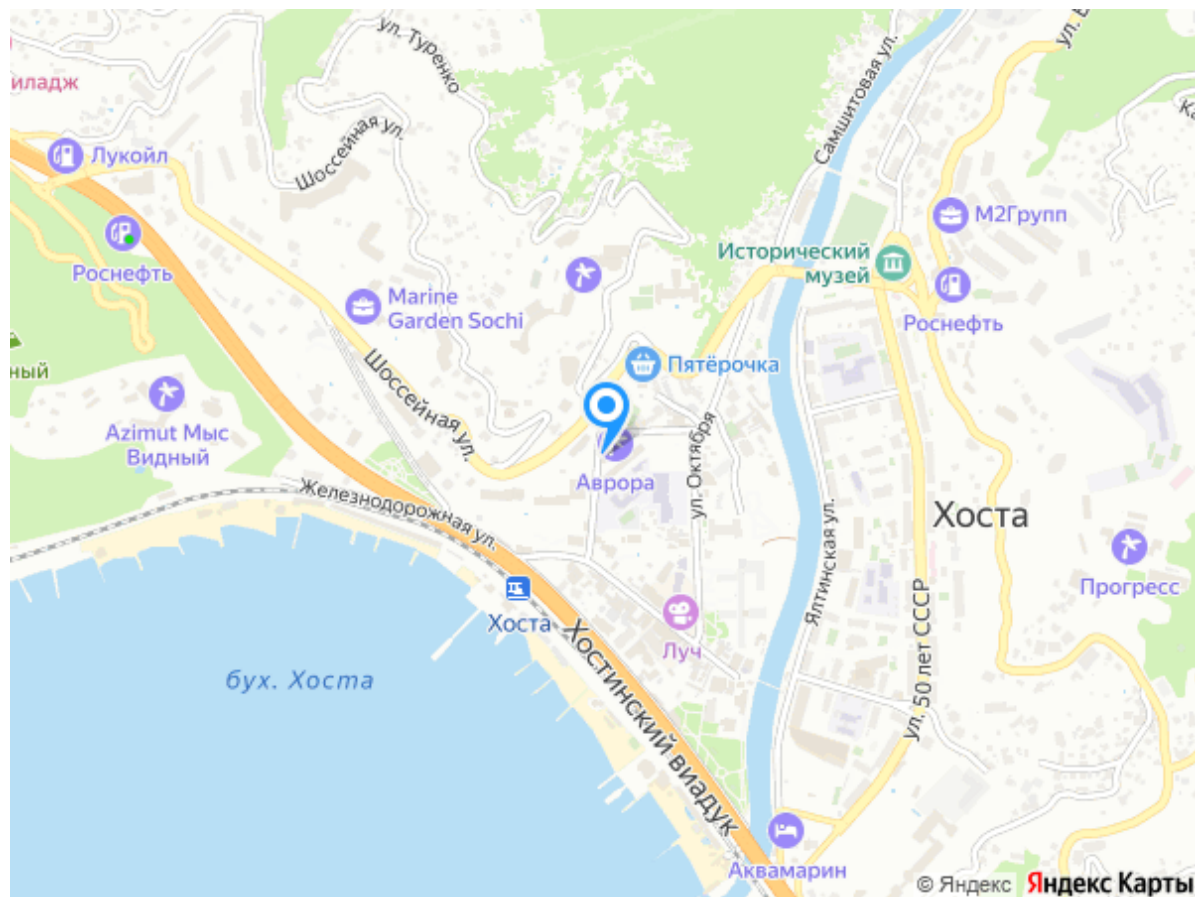 ул. Туренко
иладж
Лукойл
Шоссейная ул.
Самшитовая ул.
М2Групп
Исторический
музей
Роснефть
Роснефть
Marine
Garden Sochi
Пятёрочка
ный
Шоссейная ул.
Azimut Мыс
Видный
Аврора
ул. Октября
Железнодорожная ул.
Хоста
Ялтинская ул.
Прогресс
Хоста
Луч
бух. Хоста
Хостинский виадук
ул. 50 лет СССР
Аквамарин
© Яндекс Яндекс Карты